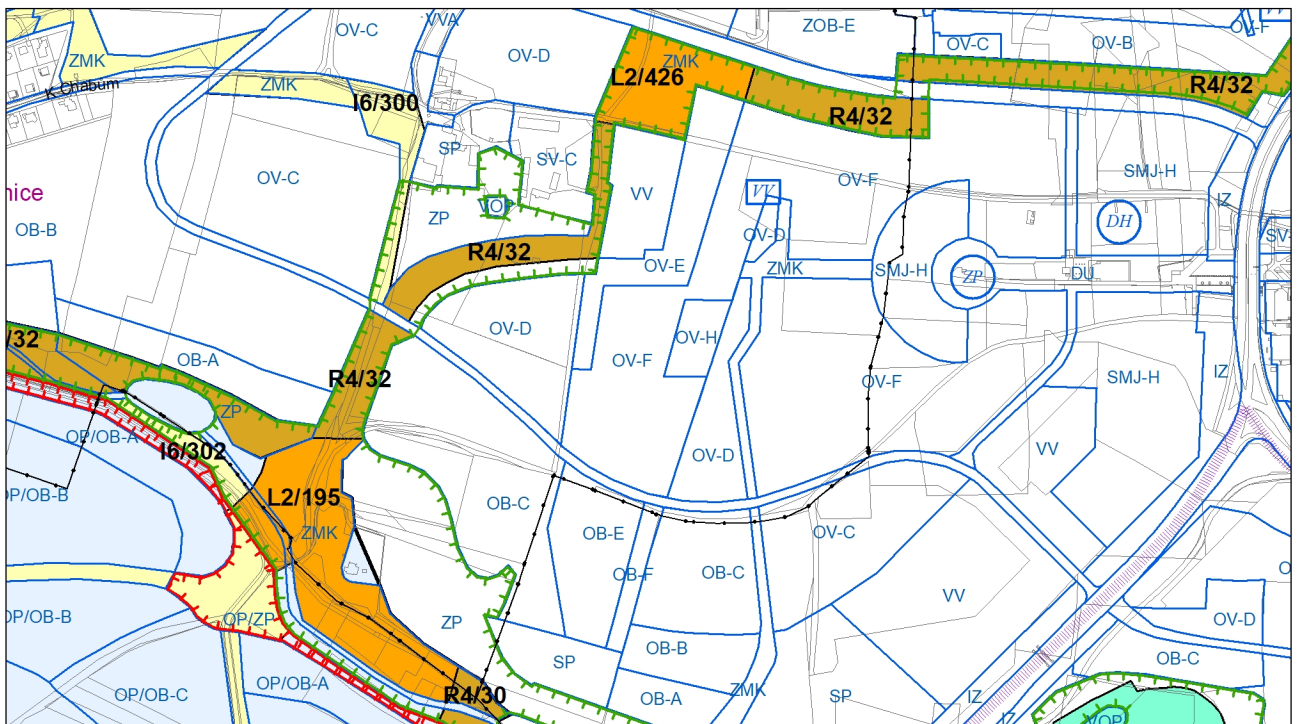 OV-C
VVA
OV-D
ZOB-E
OV-C
OV-B
OV-F
ZMK
K Chabům
ZMK
I6/300
L2/426
ZMK
R4/32
R4/32
SP
SV-C
VV
OV-F
SMJ-H
IZ
nice
OV-C
ZP
VOP
VV
DH
OB-B
R4/32
OV-D
OV-E
ZMK
SMJ-H
ZP
DU
SV-
/32
OB-A
OV-D
OV-H
OV-F
OV-F
SMJ-H
IZ
R4/32
ZP
OP/OB-A
I6/302
OV-D
VV
OP/OB-B
L2/195
ZMK
OB-C
OB-E
OV-C
OB-F
OB-C
VV
OP/OB-B
OP/ZP
ZP
OV-D
SP
OB-B
OB-C
OP/OB-C
OP/OB-A
R4/30
OB-A
ZMK
SP
IZ
IZ
VOP